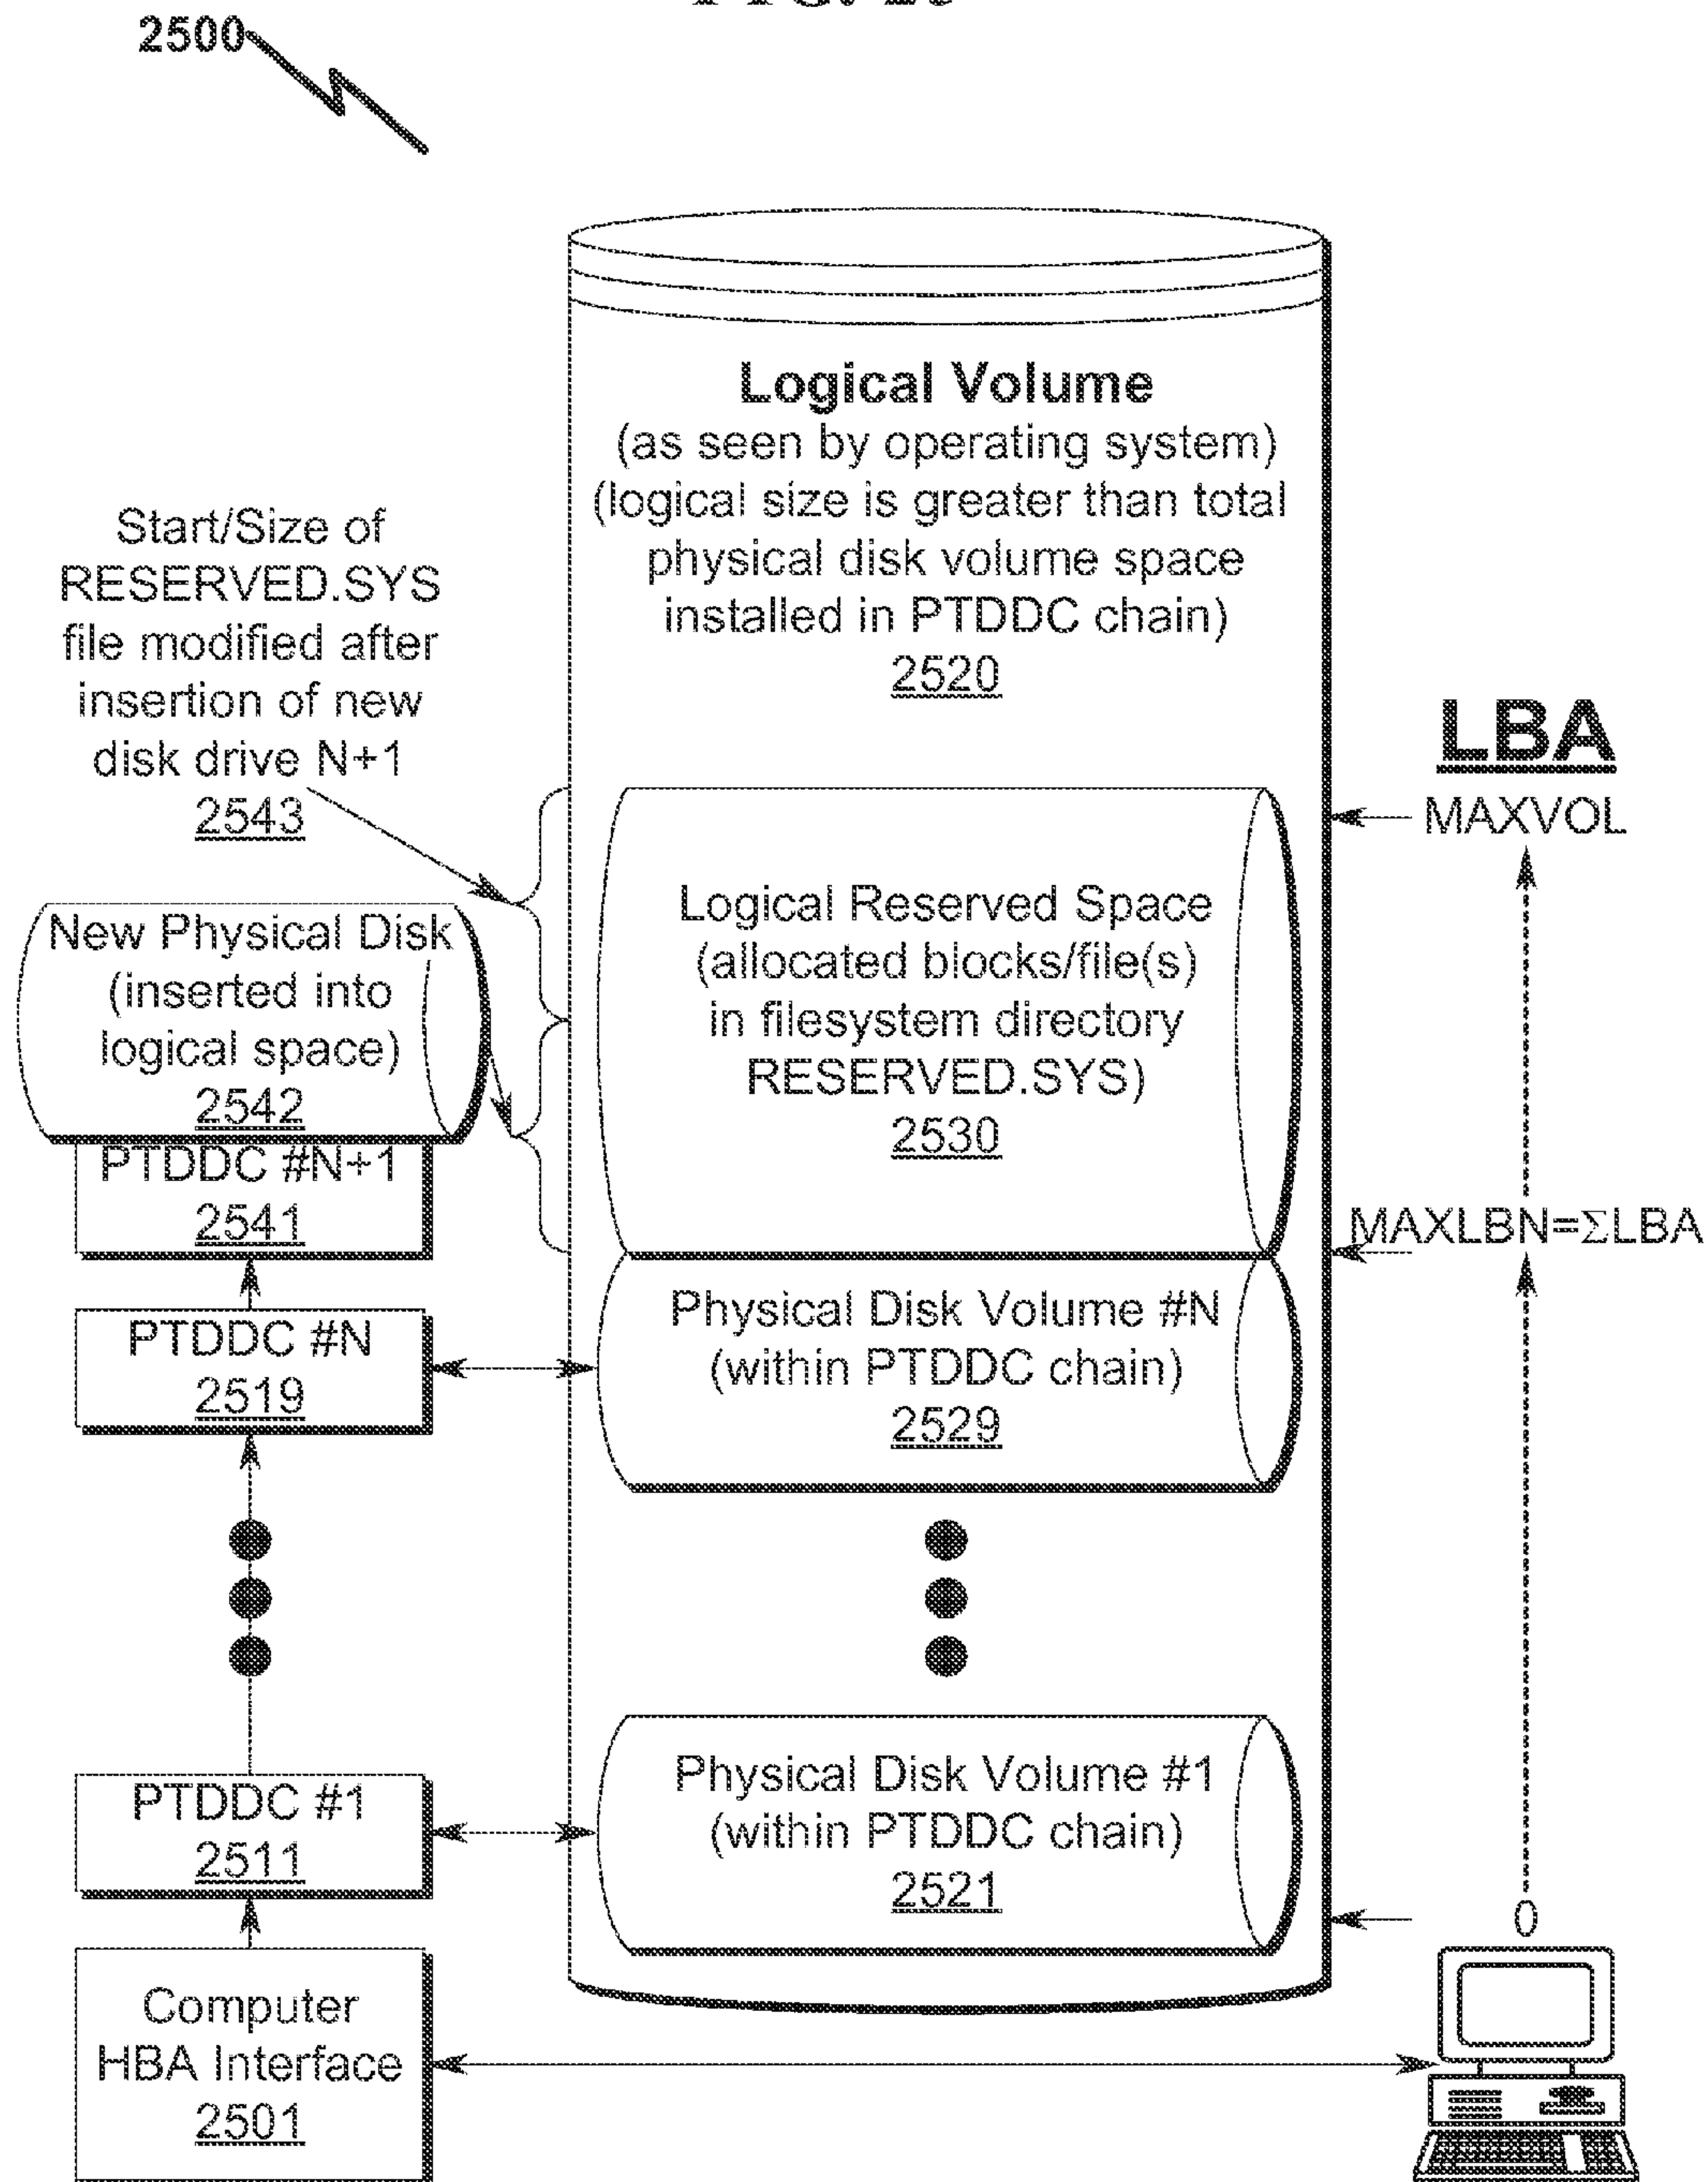 2500
Logical Volume
(as seen by operating system)
(logical size is greater than total
physical disk volume space
installed in PTDDC chain)
2520
Start/Size of
RESERVED.SYS
file modified after
insertion of new
disk drive N+1
2543
LBA
MAXVOL
New Physical Disk
(inserted into
logical space)
2542
Logical Reserved Space
(allocated blocks/file(s)
in filesystem directory
RESERVED.SYS)
2530
PTDDC #N+1
2541
MAXLBN=ΣLBA
PTDDC #N
2519
Physical Disk Volume #N
(within PTDDC chain)
2529
PTDDC #1
2511
Physical Disk Volume #1
(within PTDDC chain)
2521
0
Computer
HBA Interface
2501